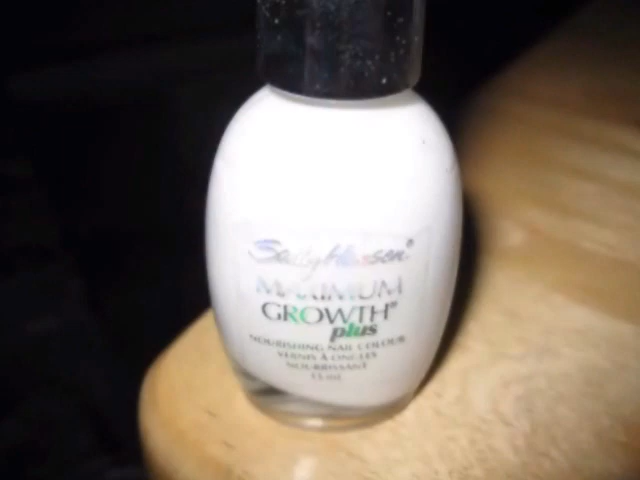 Sally Hansen®
MAXIMUM
GROWTH®
plus
NOURISHING NAIL COLOUR
VERNIS À ONGLES
NOURRISSANT